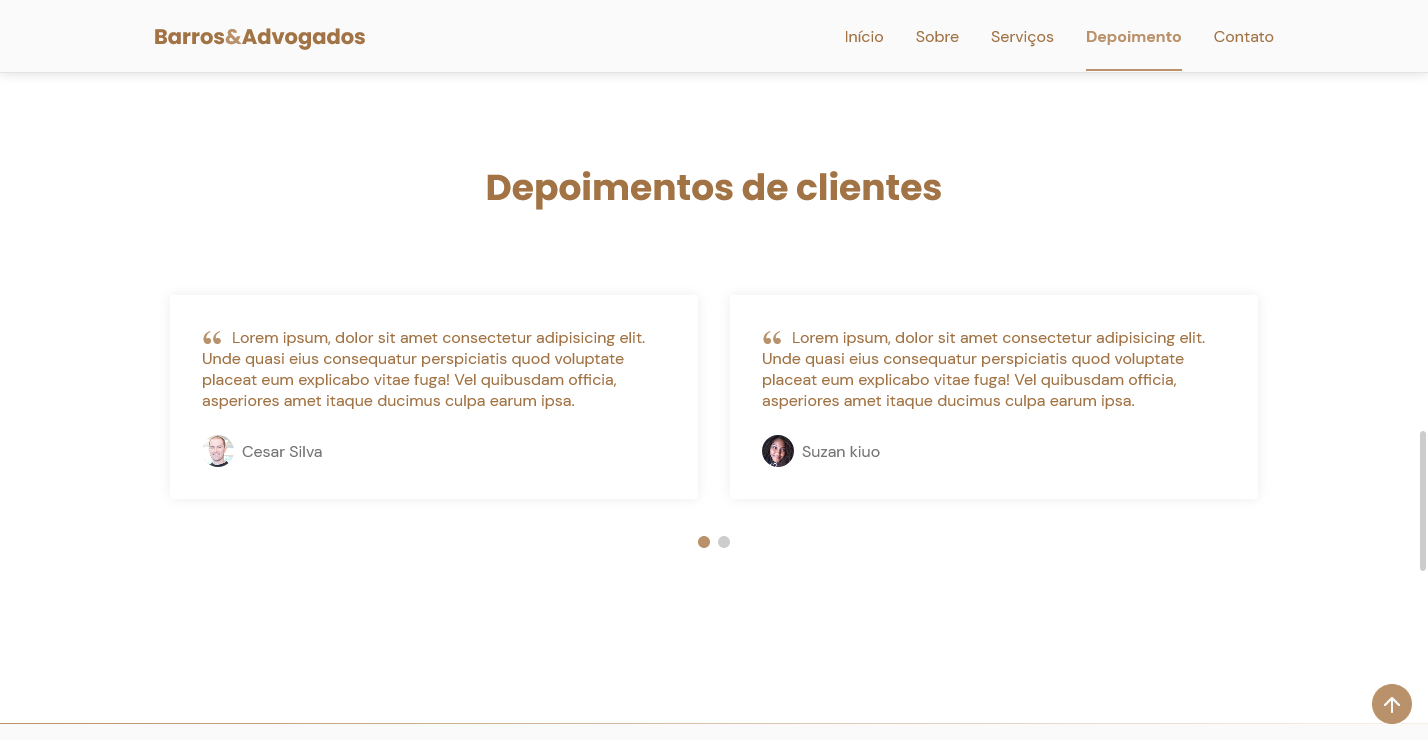 Barros&Advogados
Início Sobre Serviços Depoimento Contato
Depoimentos de clientes
“ Lorem ipsum, dolor sit amet consectetur adipisicing elit.
Unde quasi eius consequatur perspiciatis quod voluptate
placeat eum explicabo vitae fuga! Vel quibusdam officia,
asperiores amet itaque ducimus culpa earum ipsa.
Cesar Silva
“ Lorem ipsum, dolor sit amet consectetur adipisicing elit.
Unde quasi eius consequatur perspiciatis quod voluptate
placeat eum explicabo vitae fuga! Vel quibusdam officia,
asperiores amet itaque ducimus culpa earum ipsa.
Suzan kiuo